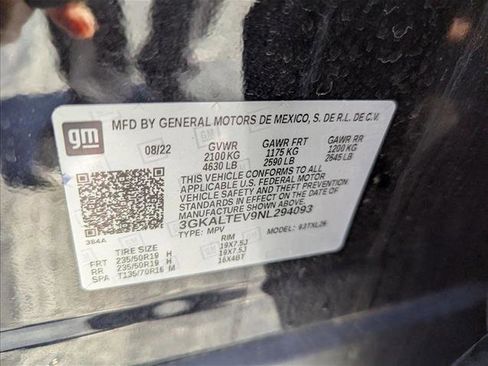 gm
MFD BY GENERAL MOTORS DE MEXICO, S. DE R.L. DE C.V.
08/22 GVWR GAWR FRT GAWR RR
2100 KG 1175 KG 1200 KG
4630 LB 2590 LB 2645 LB
THIS VEHICLE CONFORMS TO ALL
APPLICABLE U.S. FEDERAL MOTOR
VEHICLE SAFETY AND THEFT PREVENTION
STANDARDS IN EFFECT ON THE DATE OF
MANUFACTURE SHOWN ABOVE.
3GKALTEV9NL294093
TYPE: MPV MODEL: 93TXL26
3S4A
TIRE SIZE RIM
FRT 235/50R19 H 19X7.5J
RR 235/50R19 H 19X7.5J
SPA T135/70R16 M 16X4BT